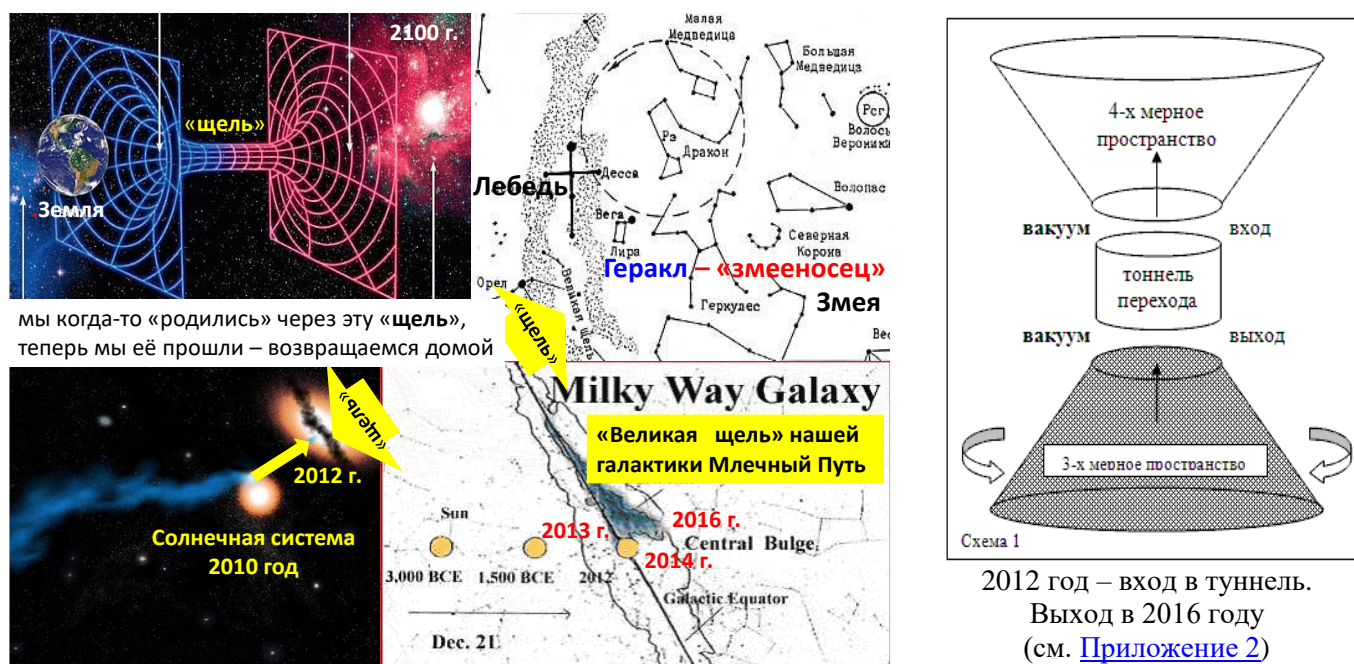 2100 г.
«щель»
Земля
мы когда-то «родились» через эту «щель»,
теперь мы её прошли – возвращаемся домой
Малая
Медведица
Большая
Медведица
Рсг
Волосы
Вероники
Рэ
Дракон
Лебедь
Десса
Волопас
Вега
Лира
Северная
Корона
Геракл – «змееносец»
Змея
Орел
Великая Щель
Геркулес
Вес
«щель»
«щель»
2012 г.
Солнечная система
2010 год
Milky Way Galaxy
«Великая щель» нашей
галактики Млечный Путь
Sun
2013 г.
2016 г.
Central Bulge
2014 г.
3,000 BCE
1,500 BCE
2012
Galactic Equator
Dec. 21
4-х мерное
пространство
вакуум
вход
тоннель
перехода
вакуум
выход
3-х мерное пространство
Схема 1
2012 год – вход в туннель.
Выход в 2016 году
(см. Приложение 2)